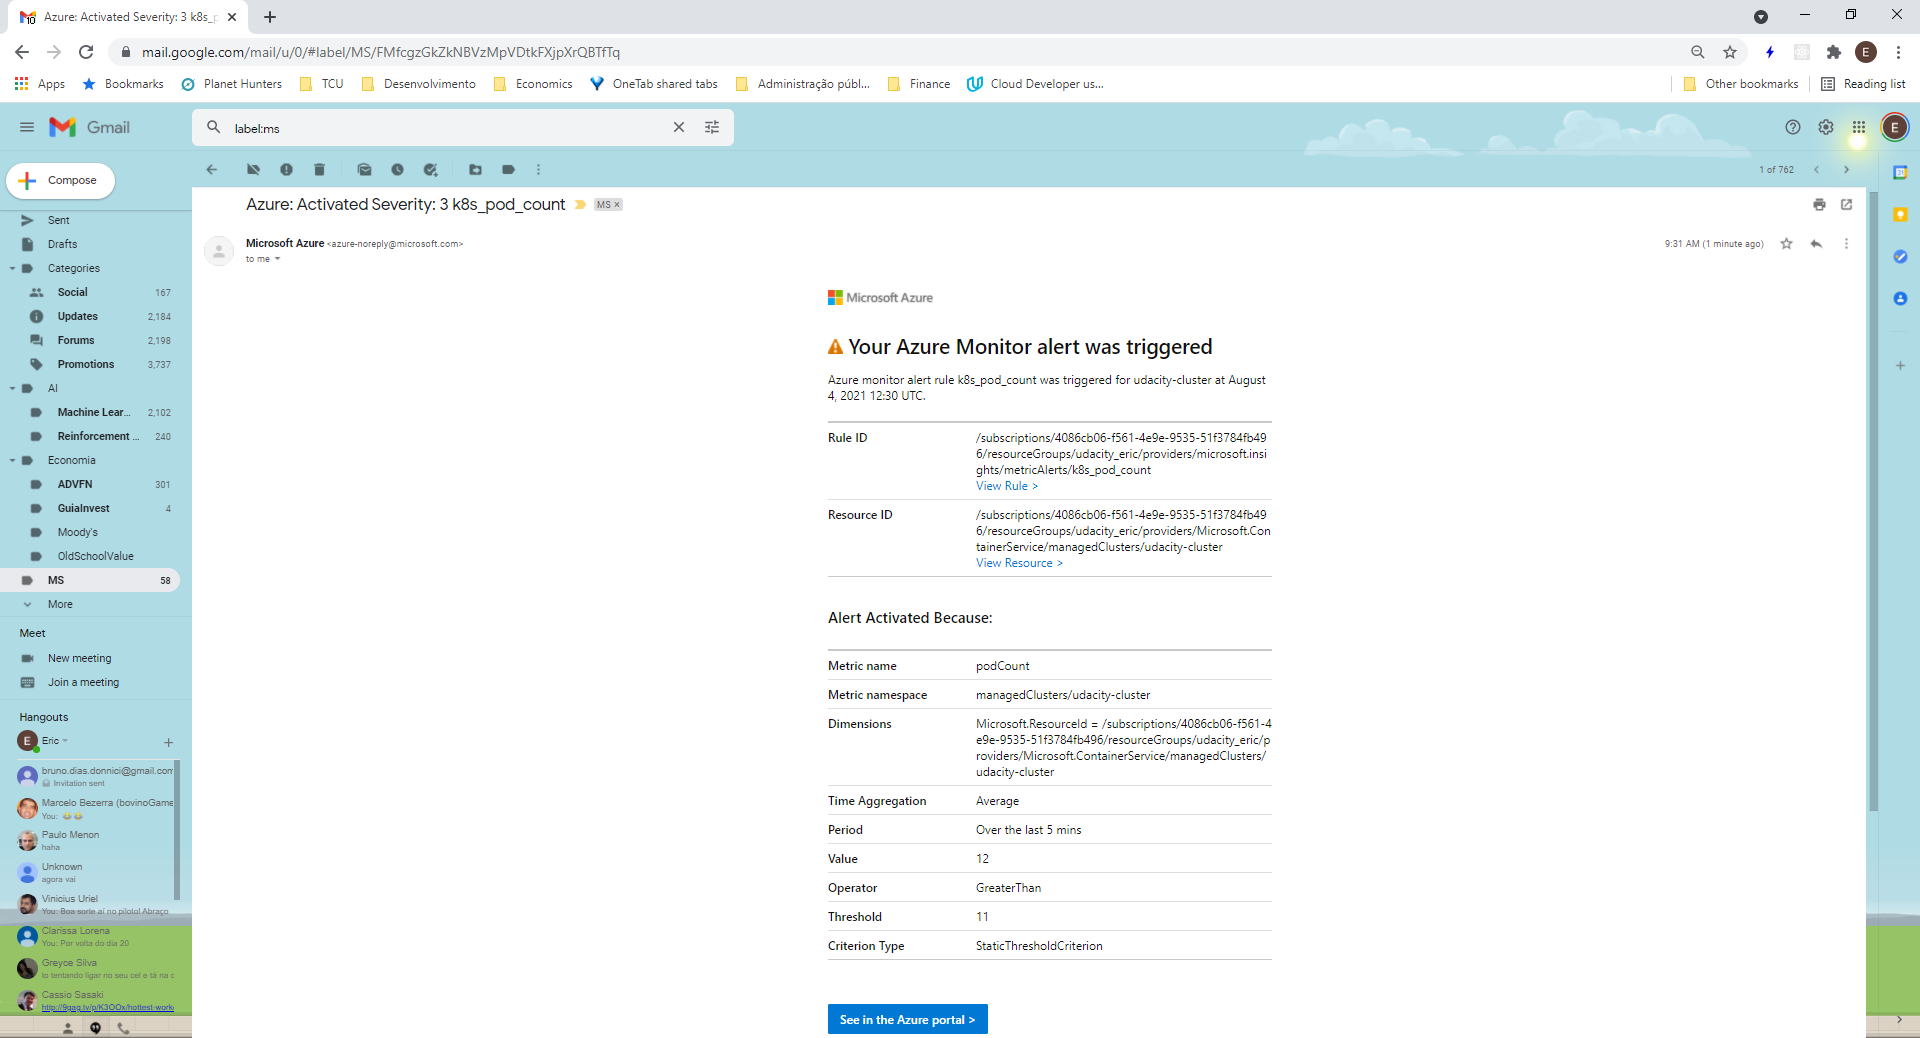 Azure: Activated Severity: 3 k8s_p
mail.google.com/mail/u/0/#label/MS/FMfcgzGkZkNBVzMpVDtkFXjpXrQBTfTq
E
Apps
Bookmarks
Planet Hunters
TCU
Desenvolvimento
Economics
OneTab shared tabs
Administração públ...
Finance
Cloud Developer us...
Other bookmarks
Reading list
Gmail
label:ms
E
Compose
1 of 762
Sent
Drafts
Categories
Social 167
Updates 2,184
Forums 2,198
Promotions 3,737
AI
Machine Lear... 2,102
Reinforcement ... 240
Economia
ADVFN 301
GuiaInvest 4
Moody's
OldSchoolValue
MS 58
More
Meet
New meeting
Join a meeting
Hangouts
E Eric
bruno.dias.donnici@gmail.com
Invitation sent
Marcelo Bezerra (bovinoGame
You: 😂😂
Paulo Menon
haha
Unknown
agora vai
Vinicius Uriel
You: Boa sorte aí no piloto! Abraço
Clarissa Lorena
You: Por volta do dia 20
Greyce Silva
to tentando ligar no seu cel e tá na c
Cassio Sasaki
http://9gag.tv/p/K3OOx/hottest-work
Azure: Activated Severity: 3 k8s_pod_count
MS x
Microsoft Azure <azure-noreply@microsoft.com>
to me
9:31 AM (1 minute ago)
Microsoft Azure
Your Azure Monitor alert was triggered
Azure monitor alert rule k8s_pod_count was triggered for udacity-cluster at August
4, 2021 12:30 UTC.
Rule ID
/subscriptions/4086cb06-f561-4e9e-9535-51f3784fb49
6/resourceGroups/udacity_eric/providers/microsoft.insi
ghts/metricAlerts/k8s_pod_count
View Rule >
Resource ID
/subscriptions/4086cb06-f561-4e9e-9535-51f3784fb49
6/resourceGroups/udacity_eric/providers/Microsoft.Con
tainerService/managedClusters/udacity-cluster
View Resource >
Alert Activated Because:
Metric name podCount
Metric namespace managedClusters/udacity-cluster
Dimensions
Microsoft.ResourceId = /subscriptions/4086cb06-f561-4
e9e-9535-51f3784fb496/resourceGroups/udacity_eric/p
roviders/Microsoft.ContainerService/managedClusters/
udacity-cluster
Time Aggregation Average
Period Over the last 5 mins
Value 12
Operator GreaterThan
Threshold 11
Criterion Type StaticThresholdCriterion
See in the Azure portal >